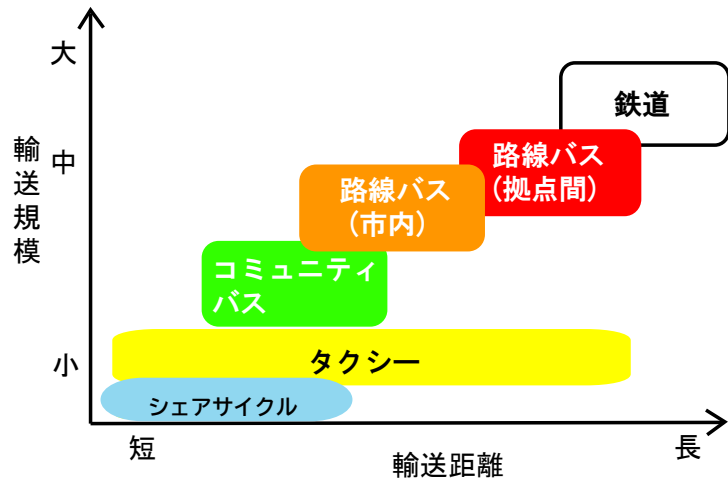 大
鉄道
輸送規模
中
路線バス
(拠点間)
路線バス
(市内)
コミュニティ
バス
小
タクシー
シェアサイクル
短
長
輸送距離